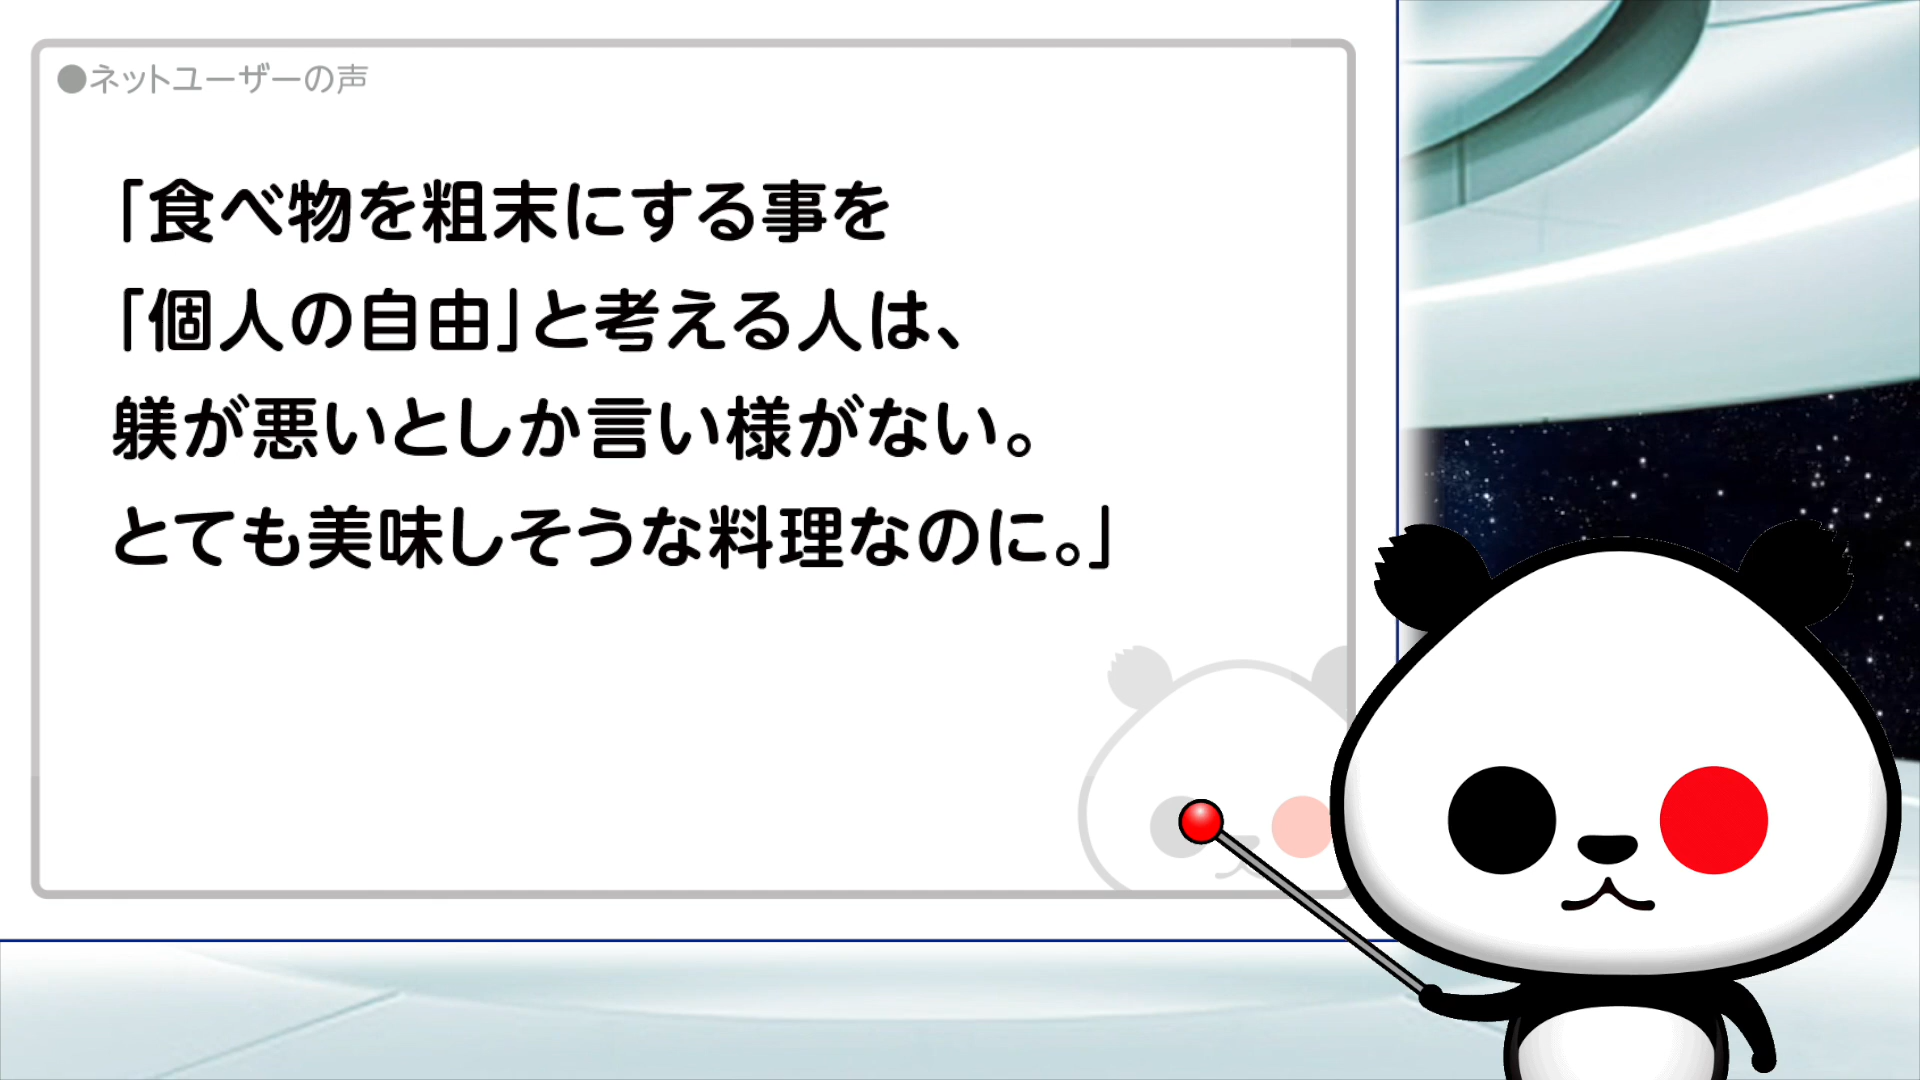 ●ネットユーザーの声
「食べ物を粗末にする事を
「個人の自由」と考える人は、
躾が悪いとしか言い様がない。
とても美味しそうな料理なのに。」